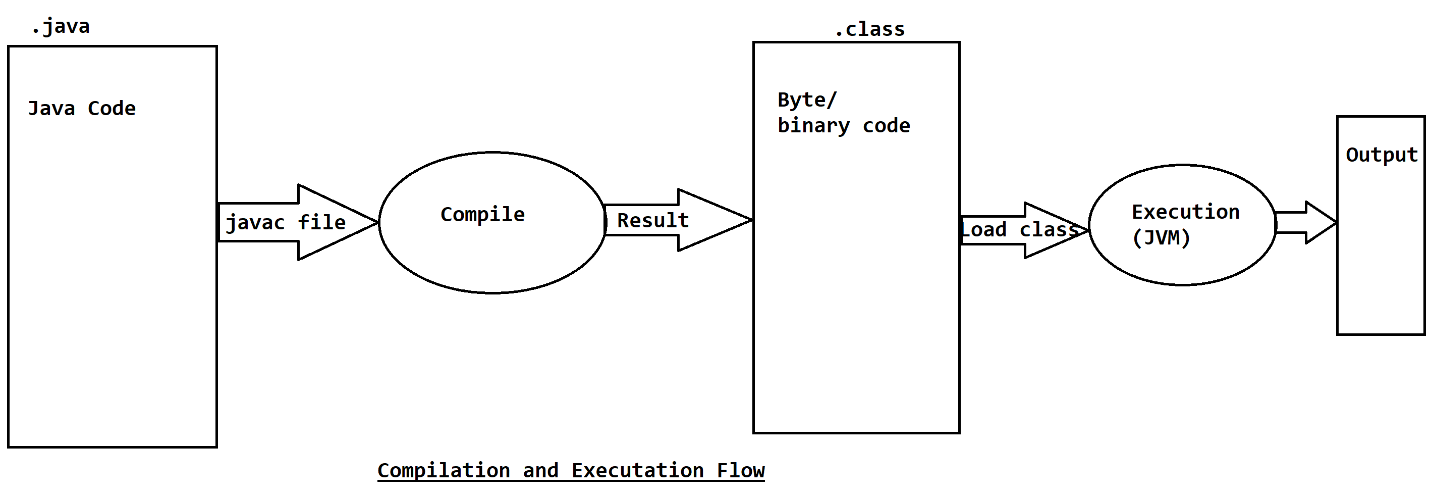 .java
Java Code
javac file
Compile
Result
.class
Byte/
binary code
Load class
Execution
(JVM)
Output
Compilation and Executation Flow